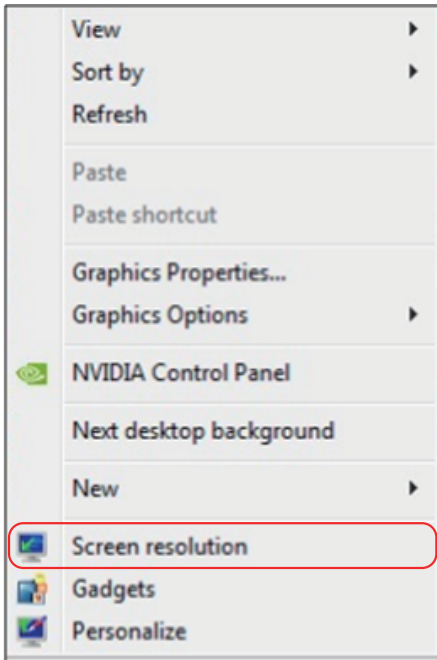 View
Sort by
Refresh
Paste
Paste shortcut
Graphics Properties...
Graphics Options
NVIDIA Control Panel
Next desktop background
New
Screen resolution
Gadgets
Personalize